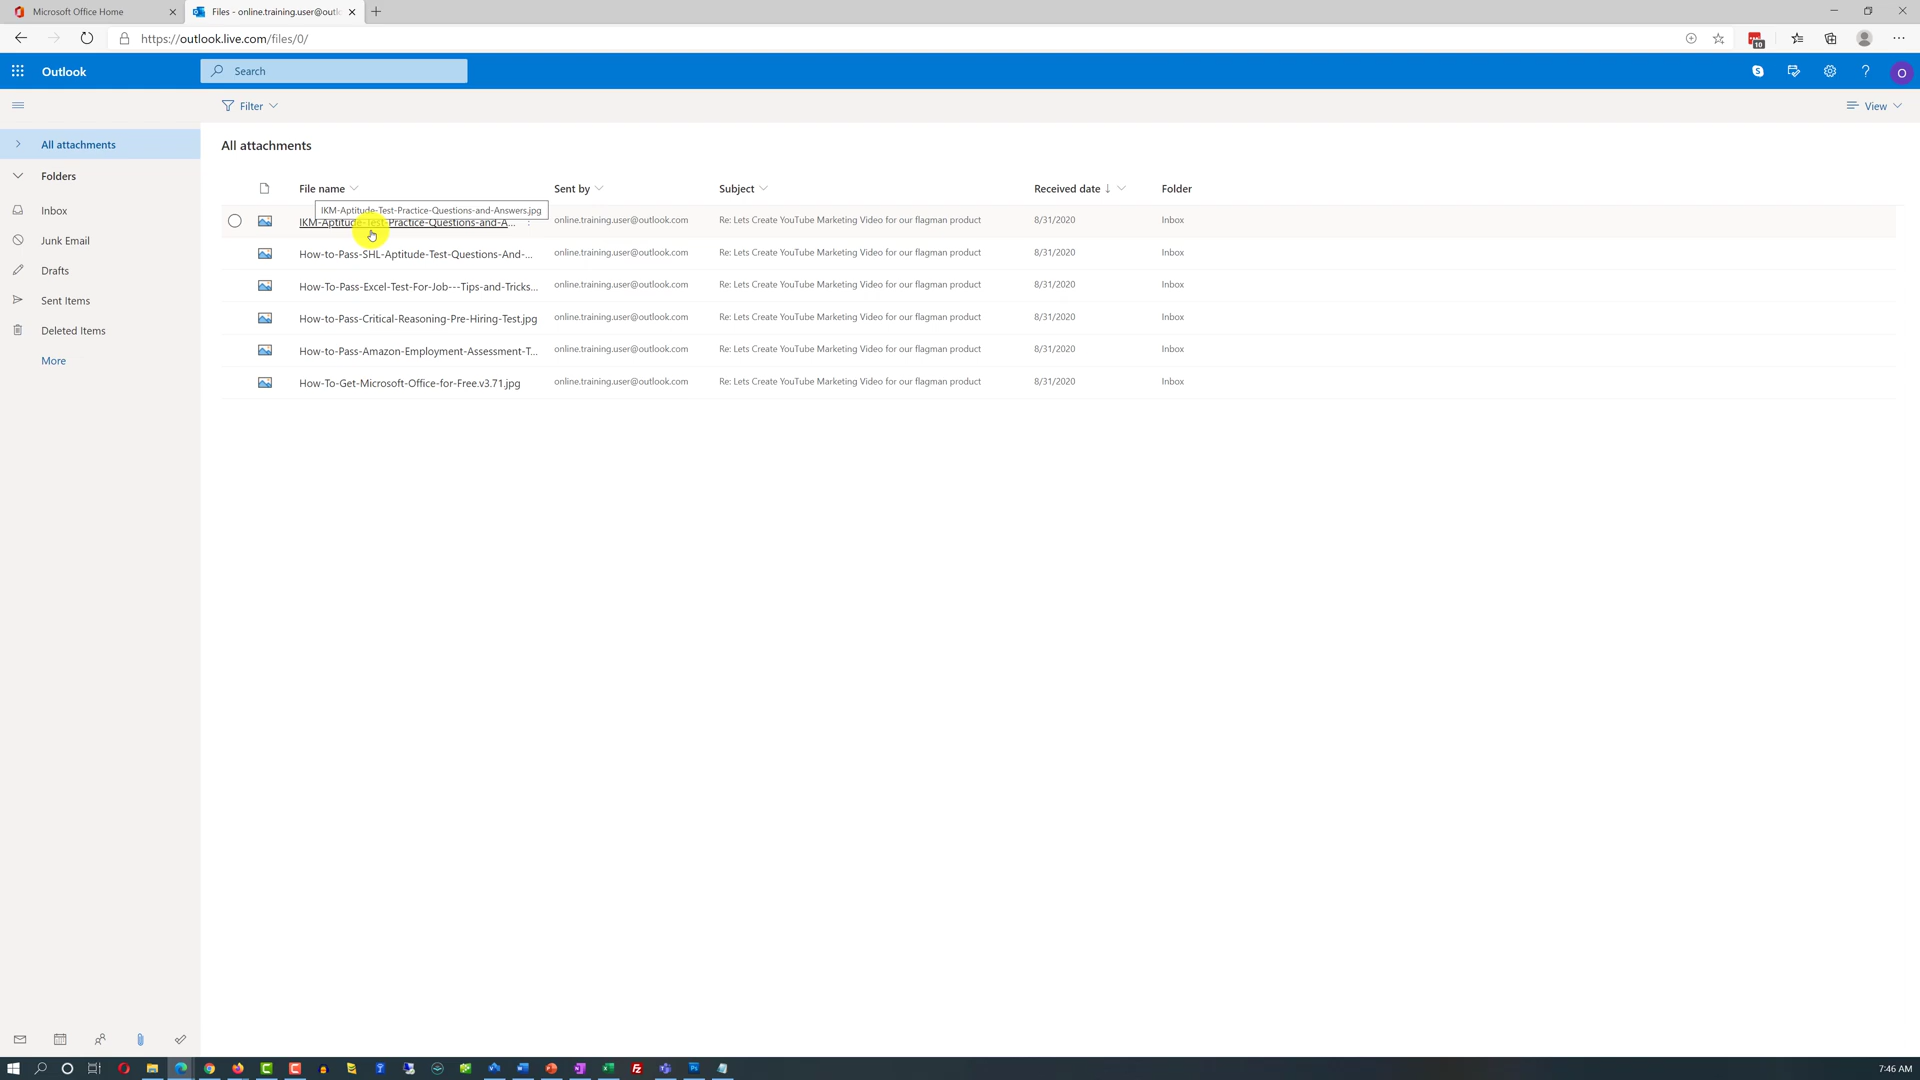 Microsoft Office Home
Files - online.training.user@outl
https://outlook.live.com/files/0/
10
Outlook
Search
O
Filter
View
All attachments
Folders
Inbox
Junk Email
Drafts
Sent Items
Deleted Items
More
All attachments
File name Sent by Subject Received date ↓ Folder
IKM-Aptitude-Test-Practice-Questions-and-Answers.jpg
IKM-Aptitude-Test-Practice-Questions-and-A... online.training.user@outlook.com Re: Lets Create YouTube Marketing Video for our flagman product 8/31/2020 Inbox
How-to-Pass-SHL-Aptitude-Test-Questions-And-... online.training.user@outlook.com Re: Lets Create YouTube Marketing Video for our flagman product 8/31/2020 Inbox
How-To-Pass-Excel-Test-For-Job---Tips-and-Tricks... online.training.user@outlook.com Re: Lets Create YouTube Marketing Video for our flagman product 8/31/2020 Inbox
How-to-Pass-Critical-Reasoning-Pre-Hiring-Test.jpg online.training.user@outlook.com Re: Lets Create YouTube Marketing Video for our flagman product 8/31/2020 Inbox
How-to-Pass-Amazon-Employment-Assessment-T... online.training.user@outlook.com Re: Lets Create YouTube Marketing Video for our flagman product 8/31/2020 Inbox
How-To-Get-Microsoft-Office-for-Free.v3.71.jpg online.training.user@outlook.com Re: Lets Create YouTube Marketing Video for our flagman product 8/31/2020 Inbox
7:46 AM